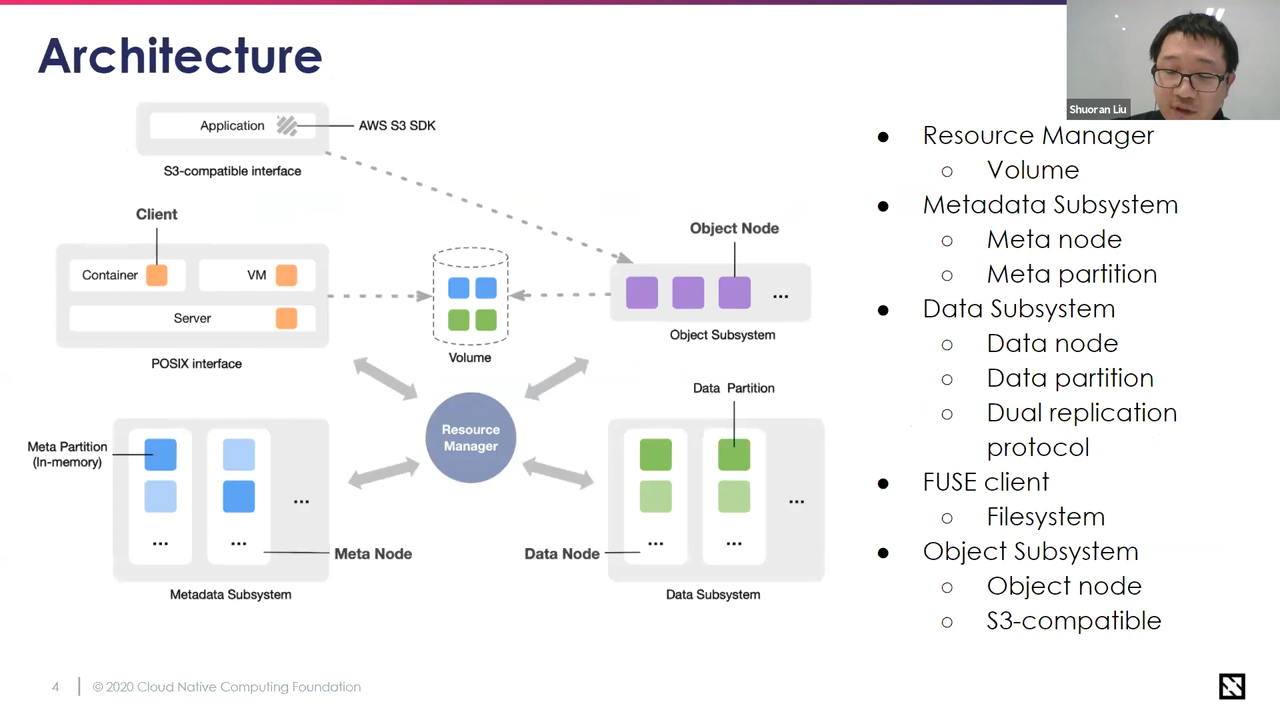 Architecture
Shuoran Liu
Application
AWS S3 SDK
S3-compatible interface
Client
Container
VM
Server
POSIX interface
Volume
Object Node
...
Object Subsystem
Resource
Manager
Meta Partition
(In-memory)
...
...
...
Meta Node
Metadata Subsystem
Data Partition
...
...
...
Data Node
Data Subsystem
● Resource Manager
○ Volume
● Metadata Subsystem
○ Meta node
○ Meta partition
● Data Subsystem
○ Data node
○ Data partition
○ Dual replication
protocol
● FUSE client
○ Filesystem
● Object Subsystem
○ Object node
○ S3-compatible
4 | © 2020 Cloud Native Computing Foundation